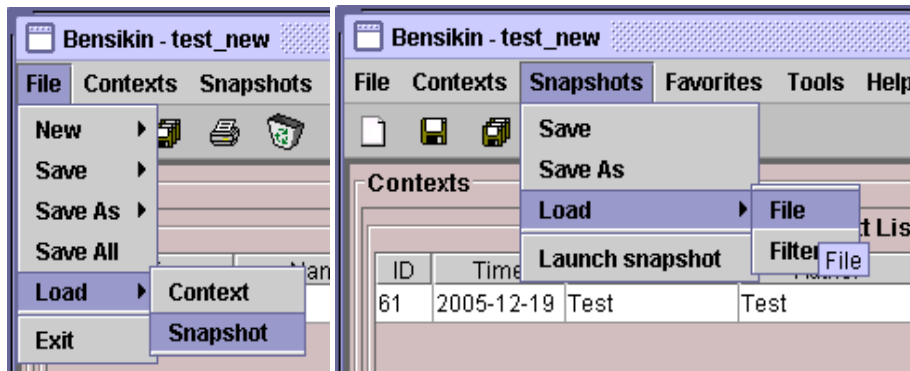 Bensikin - test_new
File Contexts Snapshots
New
Save
Save As
Save All
Load
Context
Snapshot
Exit
Bensikin - test_new
File Contexts Snapshots Favorites Tools Help
Save
Save As
Load
File
Filter
File
Launch snapshot
Contexts
ID Time
61 2005-12-19 Test Test